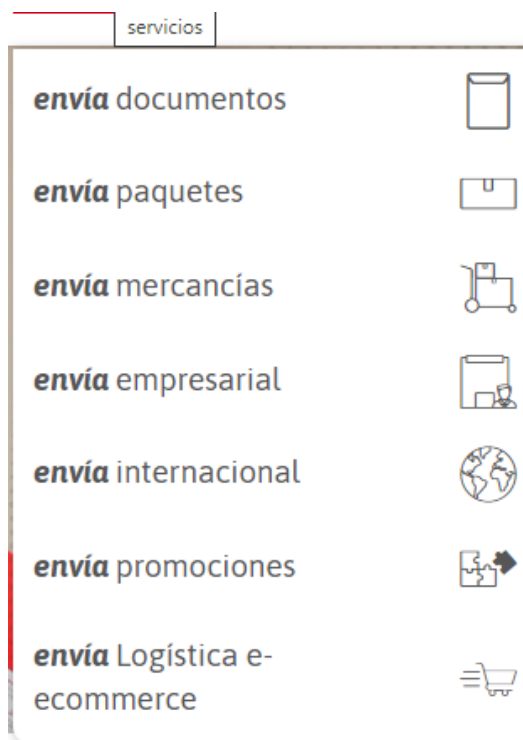 servicios
envía documentos
envía paquetes
envía mercancías
envía empresarial
envía internacional
envía promociones
envía Logística e-
ecommerce